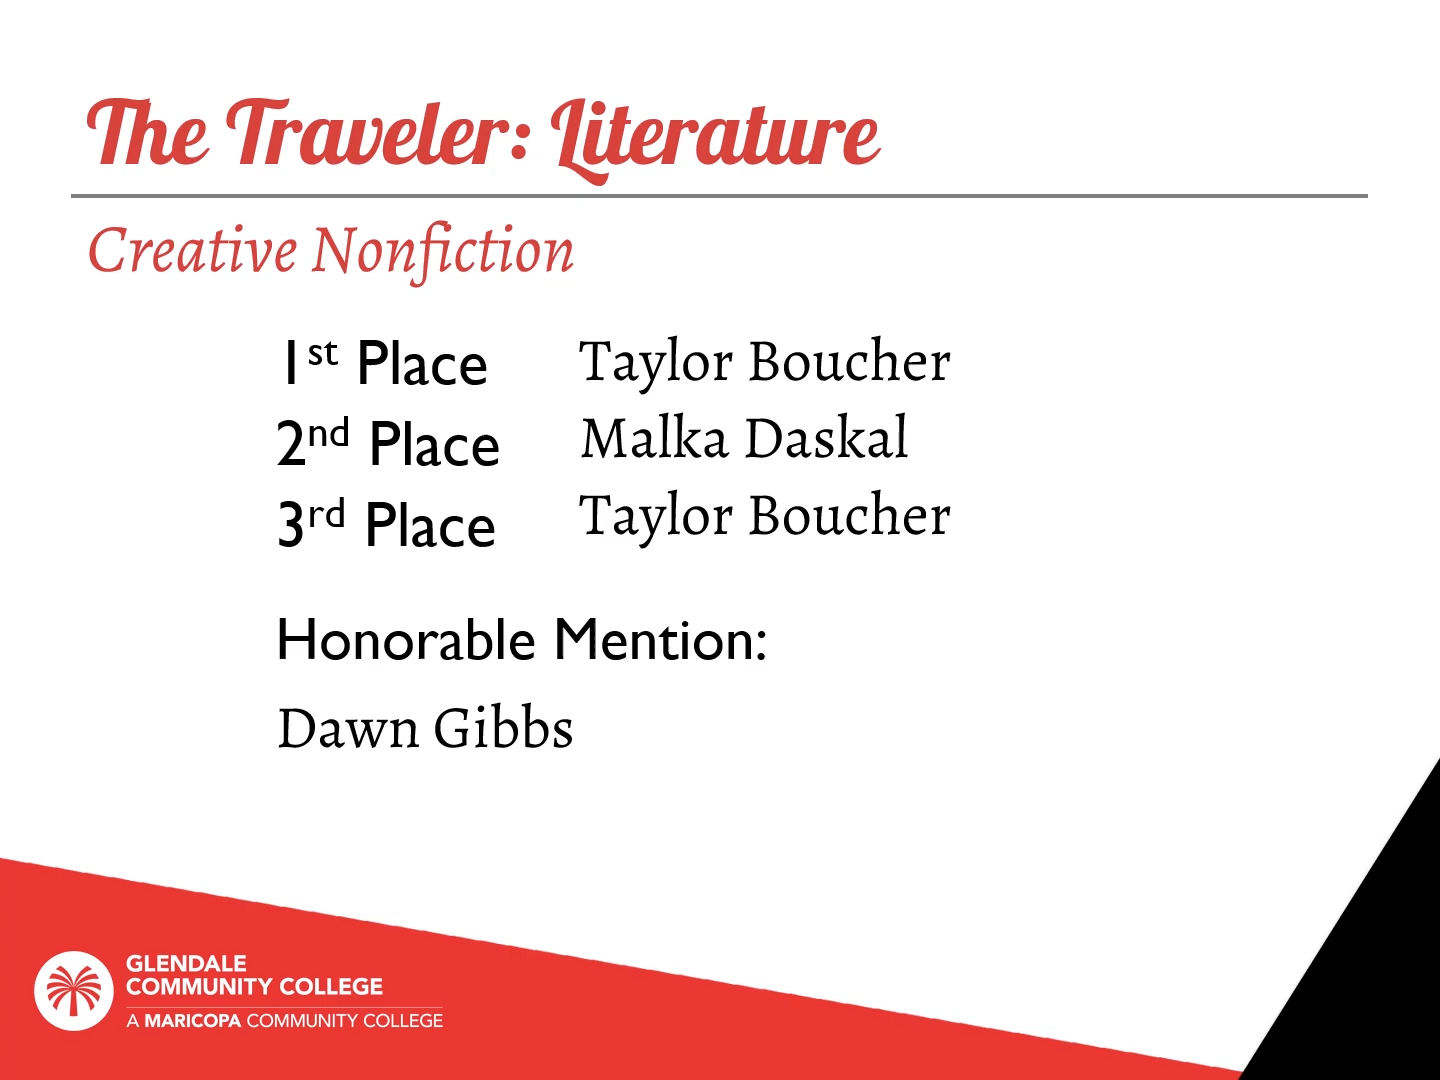 The Traveler: Literature
Creative Nonfiction
1st Place Taylor Boucher
2nd Place Malka Daskal
3rd Place Taylor Boucher
Honorable Mention:
Dawn Gibbs
GLENDALE
COMMUNITY COLLEGE
A MARICOPA COMMUNITY COLLEGE